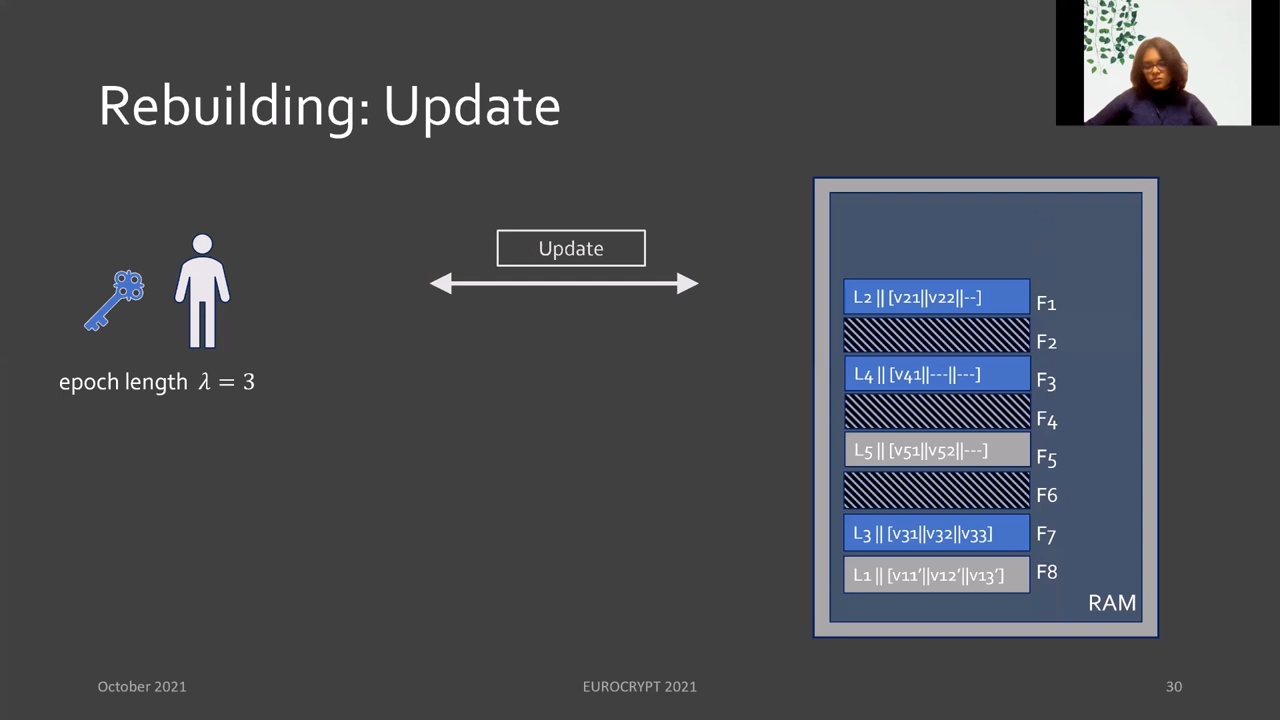 Rebuilding: Update
Update
epoch length λ = 3
L2 || [v21||v22||--] F1
F2
L4 || [v41||---||---] F3
F4
L5 || [v51||v52||---] F5
F6
L3 || [v31||v32||v33] F7
L1 || [v11′||v12′||v13′] F8
RAM
October 2021 EUROCRYPT 2021 30